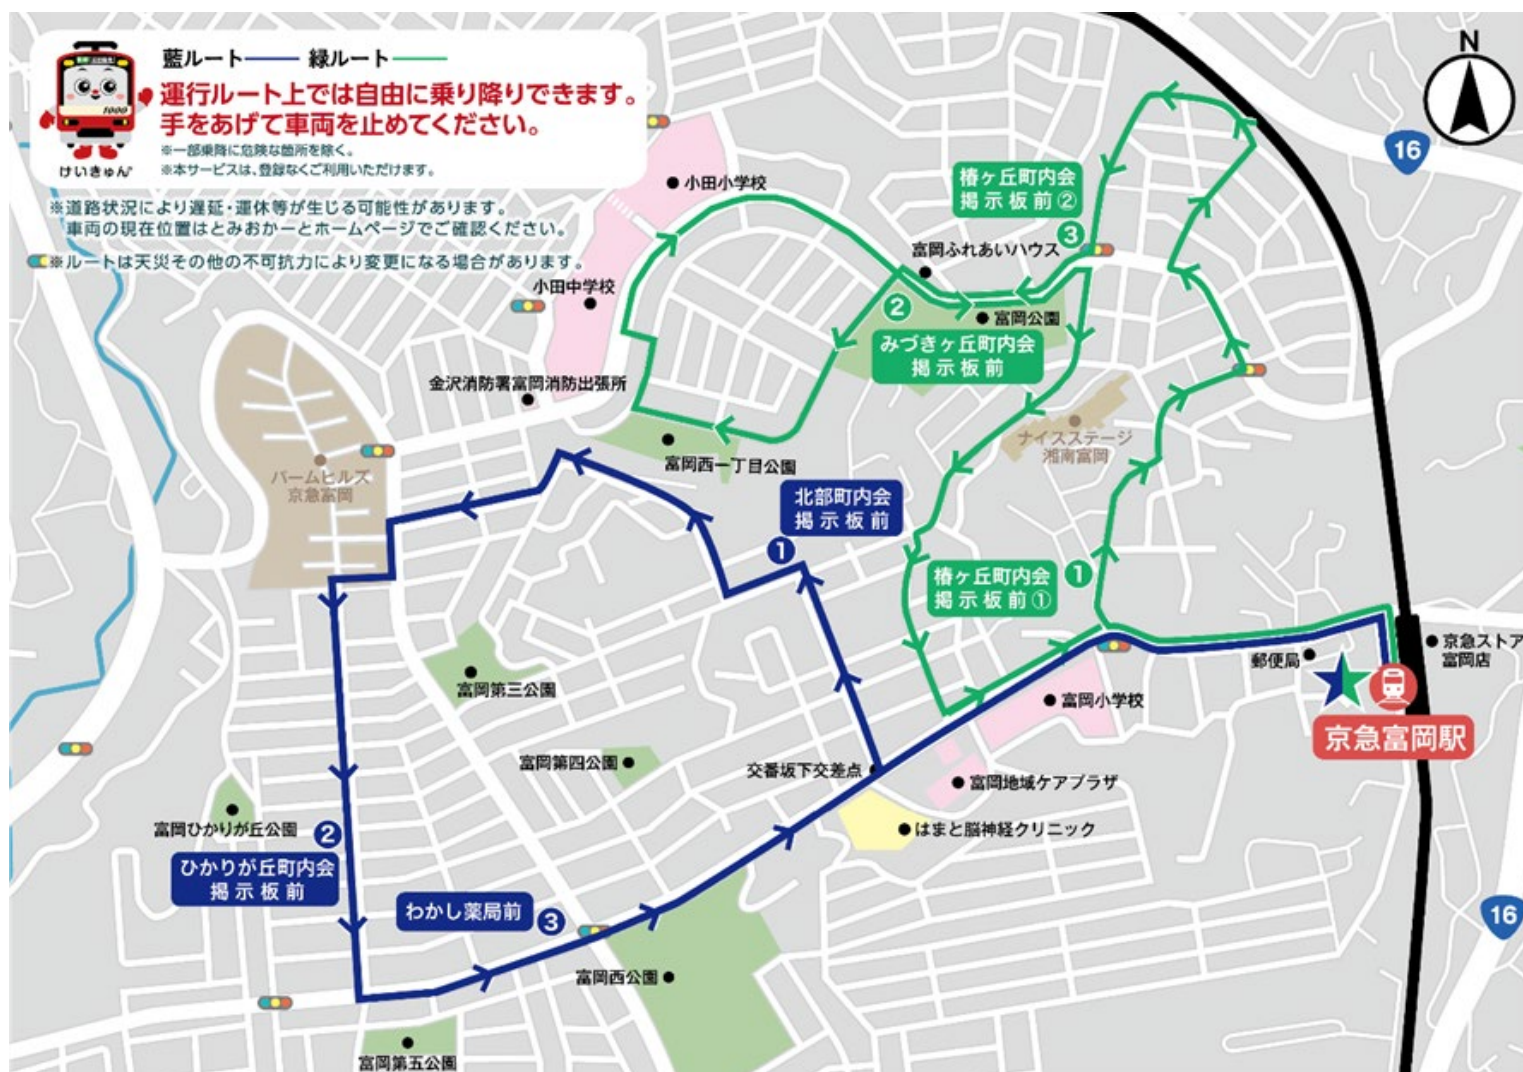 藍ルート 緑ルート
運行ルート上では自由に乗り降りできます。
手をあげて車両を止めてください。
※一部乗降に危険な箇所を除く。
※本サービスは、登録なくご利用いただけます。
1000
けいきゅん
※道路状況により遅延・運休等が生じる可能性があります。
車両の現在位置はとみおかーとホームページでご確認ください。
※ルートは天災その他の不可抗力により変更になる場合があります。
N
16
小田小学校
椿ヶ丘町内会
掲示板前②
3
富岡ふれあいハウス
小田中学校
2
富岡公園
みづきヶ丘町内会
掲示板前
金沢消防署富岡消防出張所
ナイスステージ
湘南富岡
富岡西一丁目公園
パームヒルズ
京急富岡
北部町内会
掲示板前
1
椿ヶ丘町内会
掲示板前①
1
京急ストア
富岡店
郵便局
富岡第三公園
富岡小学校
京急富岡駅
富岡第四公園
交番坂下交差点
富岡地域ケアプラザ
富岡ひかりが丘公園
はまと脳神経クリニック
2
ひかりが丘町内会
掲示板前
わかし薬局前
3
16
富岡西公園
富岡第五公園